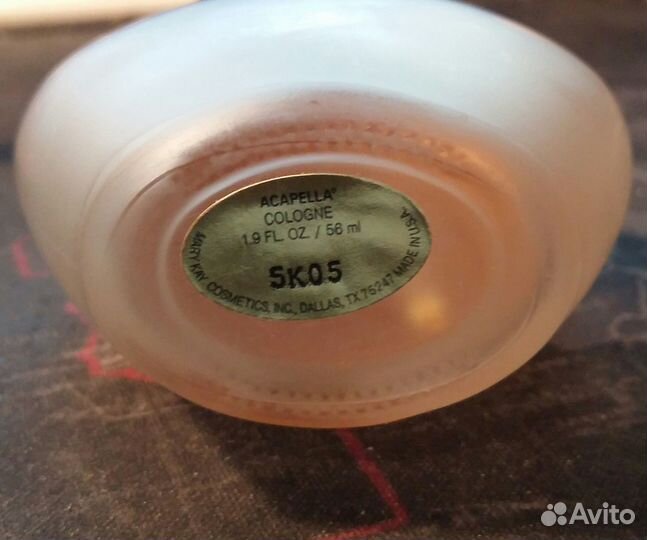 ACAPELLA®
COLOGNE
1.9 FL. OZ. / 56 ml
5K05
MARY KAY COSMETICS, INC., DALLAS, TX 75247 MADE IN U.S.A.
Avito